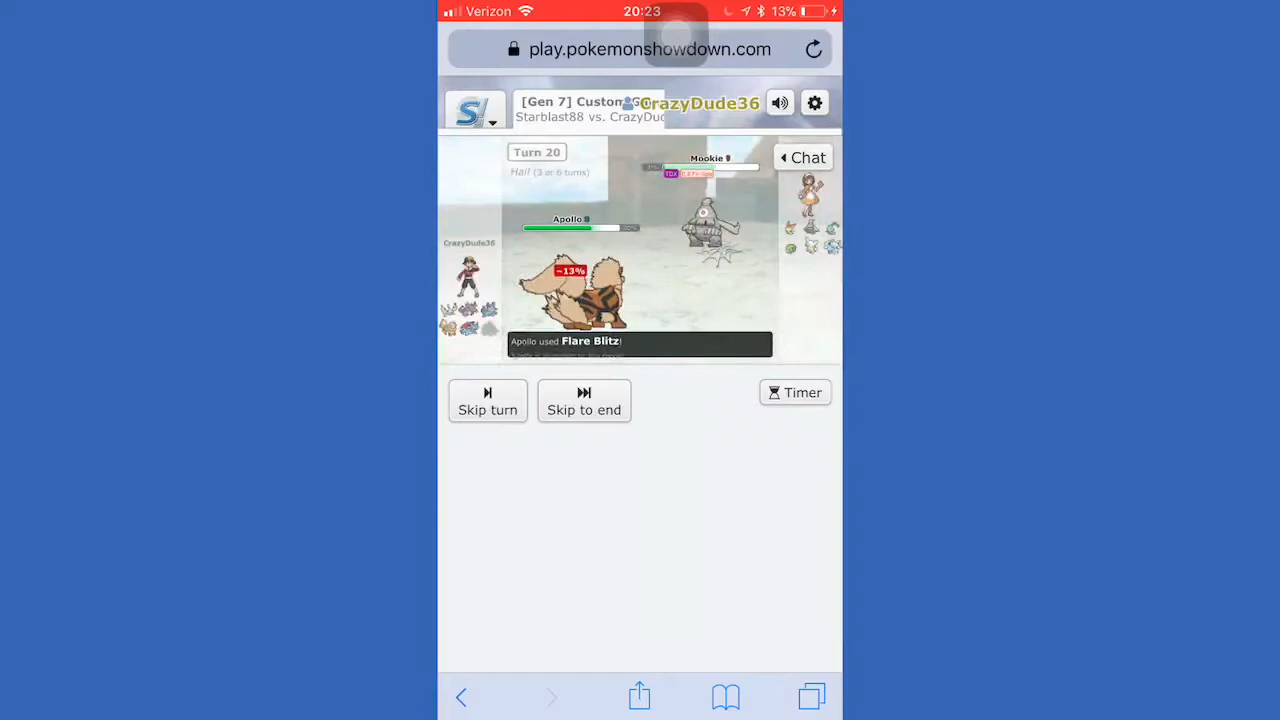 Verizon 20:23 13%
play.pokemonshowdown.com
[Gen 7] Custom G CrazyDude36
Starblast88 vs. CrazyDud
Turn 20
Hail (3 or 6 turns)
Mookie
Chat
TOX
Apollo
CrazyDude36
−13%
Apollo used Flare Blitz!
Skip turn
Skip to end
Timer